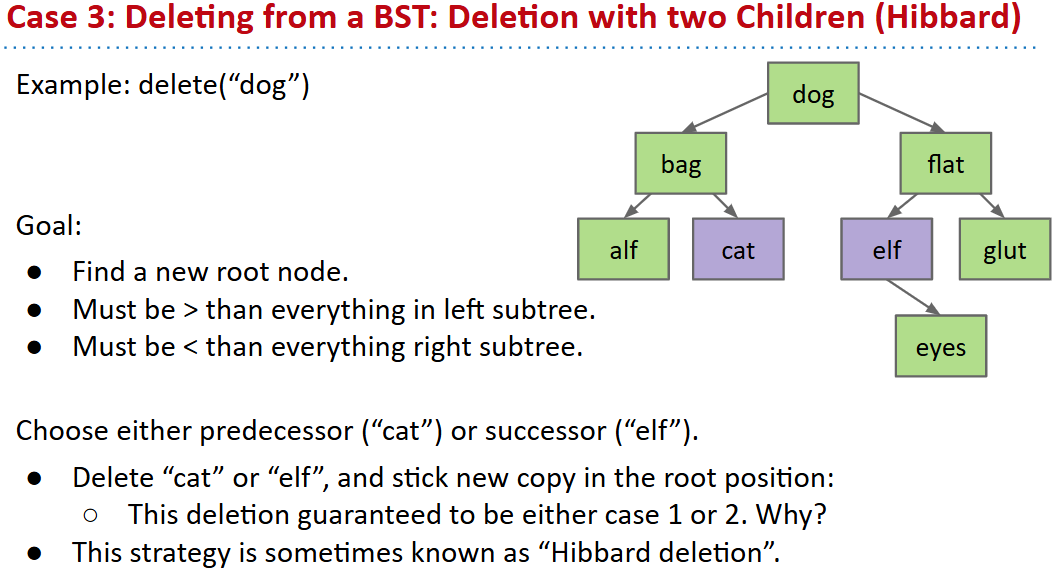 Case 3: Deleting from a BST: Deletion with two Children (Hibbard)
Example: delete(“dog”)
dog
bag
flat
alf
cat
elf
glut
eyes
Goal:
● Find a new root node.
● Must be > than everything in left subtree.
● Must be < than everything right subtree.
Choose either predecessor (“cat”) or successor (“elf”).
● Delete “cat” or “elf”, and stick new copy in the root position:
○ This deletion guaranteed to be either case 1 or 2. Why?
● This strategy is sometimes known as “Hibbard deletion”.